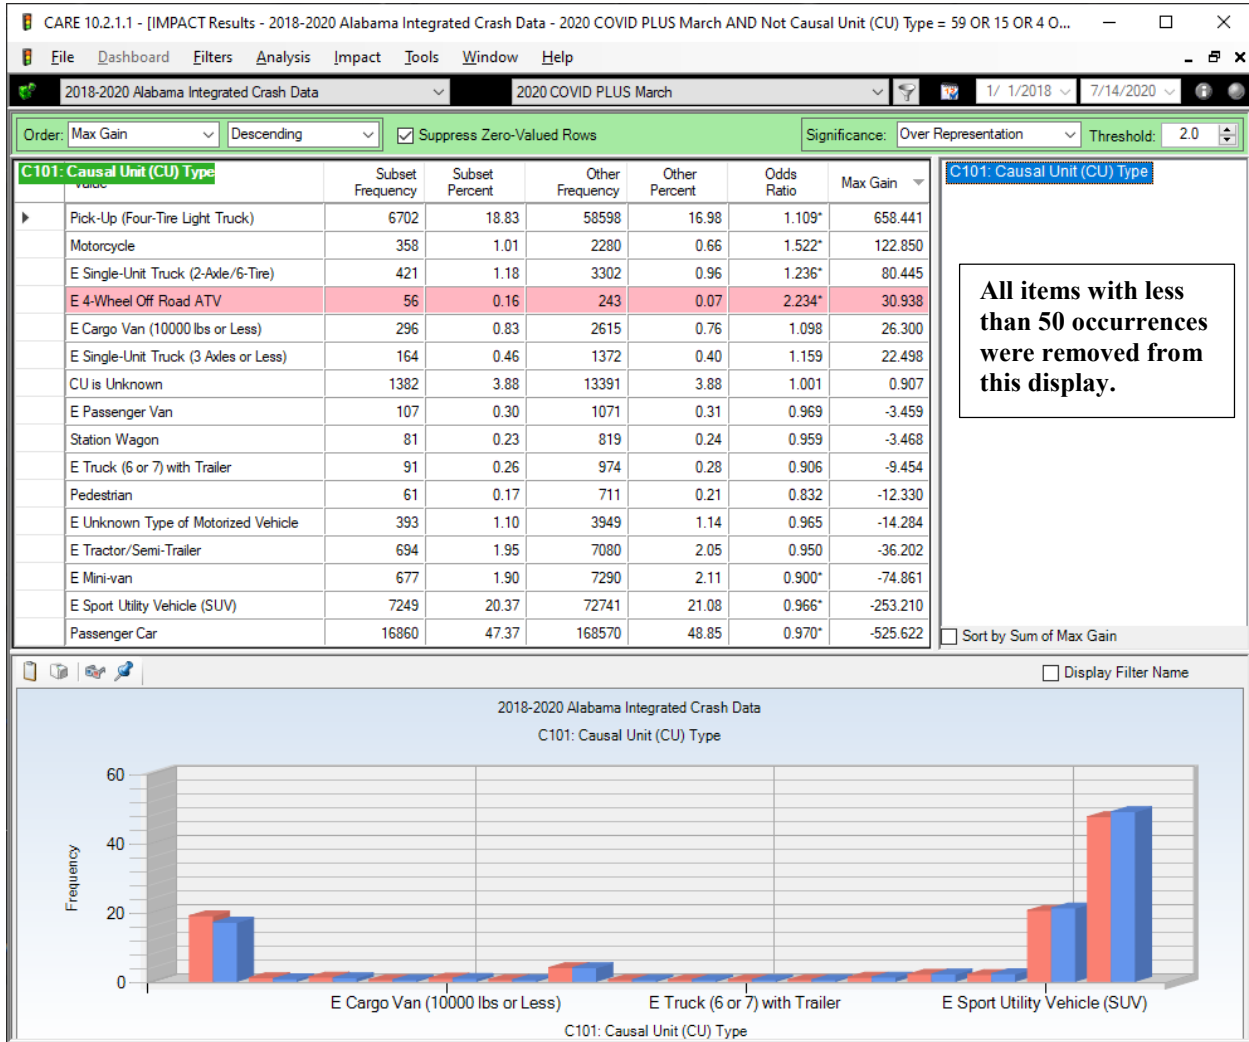 CARE 10.2.1.1 - [IMPACT Results - 2018-2020 Alabama Integrated Crash Data - 2020 COVID PLUS March AND Not Causal Unit (CU) Type = 59 OR 15 OR 4 O...
File Dashboard Filters Analysis Impact Tools Window Help
2018-2020 Alabama Integrated Crash Data 2020 COVID PLUS March 1/ 1/2018 7/14/2020
Order: Max Gain Descending Suppress Zero-Valued Rows Significance: Over Representation Threshold: 2.0
C101: Causal Unit (CU) Type Subset Frequency Subset Percent Other Frequency Other Percent Odds Ratio Max Gain
Pick-Up (Four-Tire Light Truck) 6702 18.83 58598 16.98 1.109* 658.441
Motorcycle 358 1.01 2280 0.66 1.522* 122.850
E Single-Unit Truck (2-Axle/6-Tire) 421 1.18 3302 0.96 1.236* 80.445
E 4-Wheel Off Road ATV 56 0.16 243 0.07 2.234* 30.938
E Cargo Van (10000 lbs or Less) 296 0.83 2615 0.76 1.098 26.300
E Single-Unit Truck (3 Axles or Less) 164 0.46 1372 0.40 1.159 22.498
CU is Unknown 1382 3.88 13391 3.88 1.001 0.907
E Passenger Van 107 0.30 1071 0.31 0.969 -3.459
Station Wagon 81 0.23 819 0.24 0.959 -3.468
E Truck (6 or 7) with Trailer 91 0.26 974 0.28 0.906 -9.454
Pedestrian 61 0.17 711 0.21 0.832 -12.330
E Unknown Type of Motorized Vehicle 393 1.10 3949 1.14 0.965 -14.284
E Tractor/Semi-Trailer 694 1.95 7080 2.05 0.950 -36.202
E Mini-van 677 1.90 7290 2.11 0.900* -74.861
E Sport Utility Vehicle (SUV) 7249 20.37 72741 21.08 0.966* -253.210
Passenger Car 16860 47.37 168570 48.85 0.970* -525.622
C101: Causal Unit (CU) Type
All items with less
than 50 occurrences
were removed from
this display.
Sort by Sum of Max Gain
Display Filter Name
2018-2020 Alabama Integrated Crash Data
C101: Causal Unit (CU) Type
60
40
20
0
Frequency
E Cargo Van (10000 lbs or Less) E Truck (6 or 7) with Trailer E Sport Utility Vehicle (SUV)
C101: Causal Unit (CU) Type